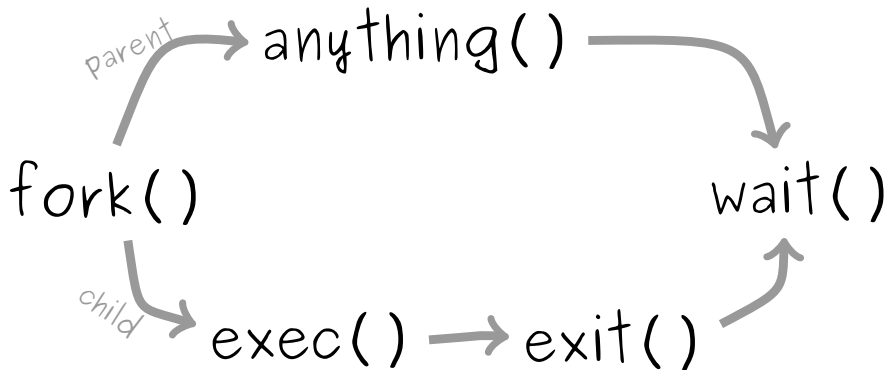 parent
anything()
fork()
wait()
child
exec()
exit()